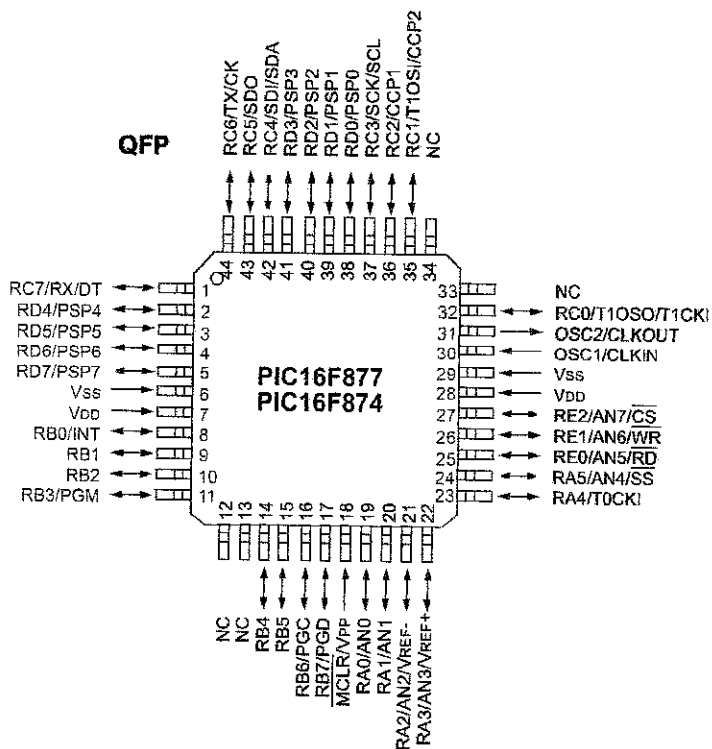 QFP
RC6/TX/CK
RC5/SDO
RC4/SDI/SDA
RD3/PSP3
RD2/PSP2
RD1/PSP1
RD0/PSP0
RC3/SCK/SCL
RC2/CCP1
RC1/T1OSI/CCP2
NC
44
43
42
41
40
39
38
37
36
35
34
RC7/RX/DT 1
RD4/PSP4 2
RD5/PSP5 3
RD6/PSP6 4
RD7/PSP7 5
VSS 6
VDD 7
RB0/INT 8
RB1 9
RB2 10
RB3/PGM 11
PIC16F877
PIC16F874
33 NC
32 RC0/T1OSO/T1CKI
31 OSC2/CLKOUT
30 OSC1/CLKIN
29 VSS
28 VDD
27 RE2/AN7/CS
26 RE1/AN6/WR
25 RE0/AN5/RD
24 RA5/AN4/SS
23 RA4/T0CKI
12
13
14
15
16
17
18
19
20
21
22
NC
NC
RB4
RB5
RB6/PGC
RB7/PGD
MCLR/VPP
RA0/AN0
RA1/AN1
RA2/AN2/VREF-
RA3/AN3/VREF+